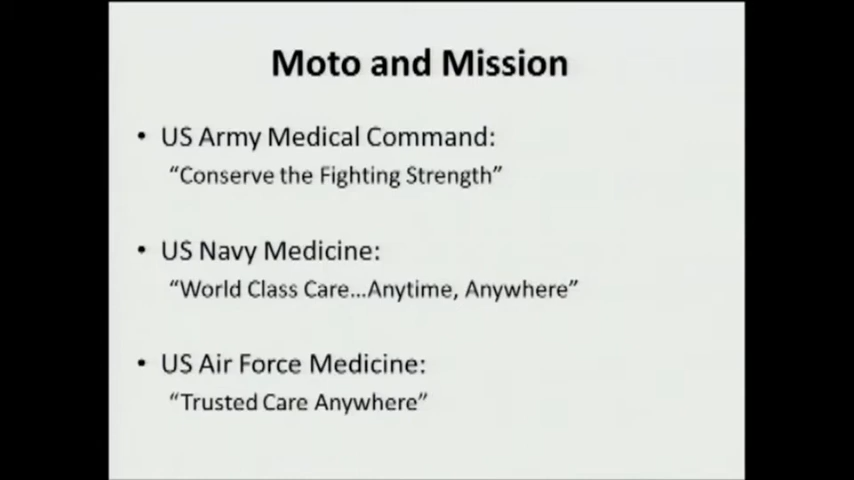 Moto and Mission
• US Army Medical Command:
“Conserve the Fighting Strength”
• US Navy Medicine:
“World Class Care...Anytime, Anywhere”
• US Air Force Medicine:
“Trusted Care Anywhere”